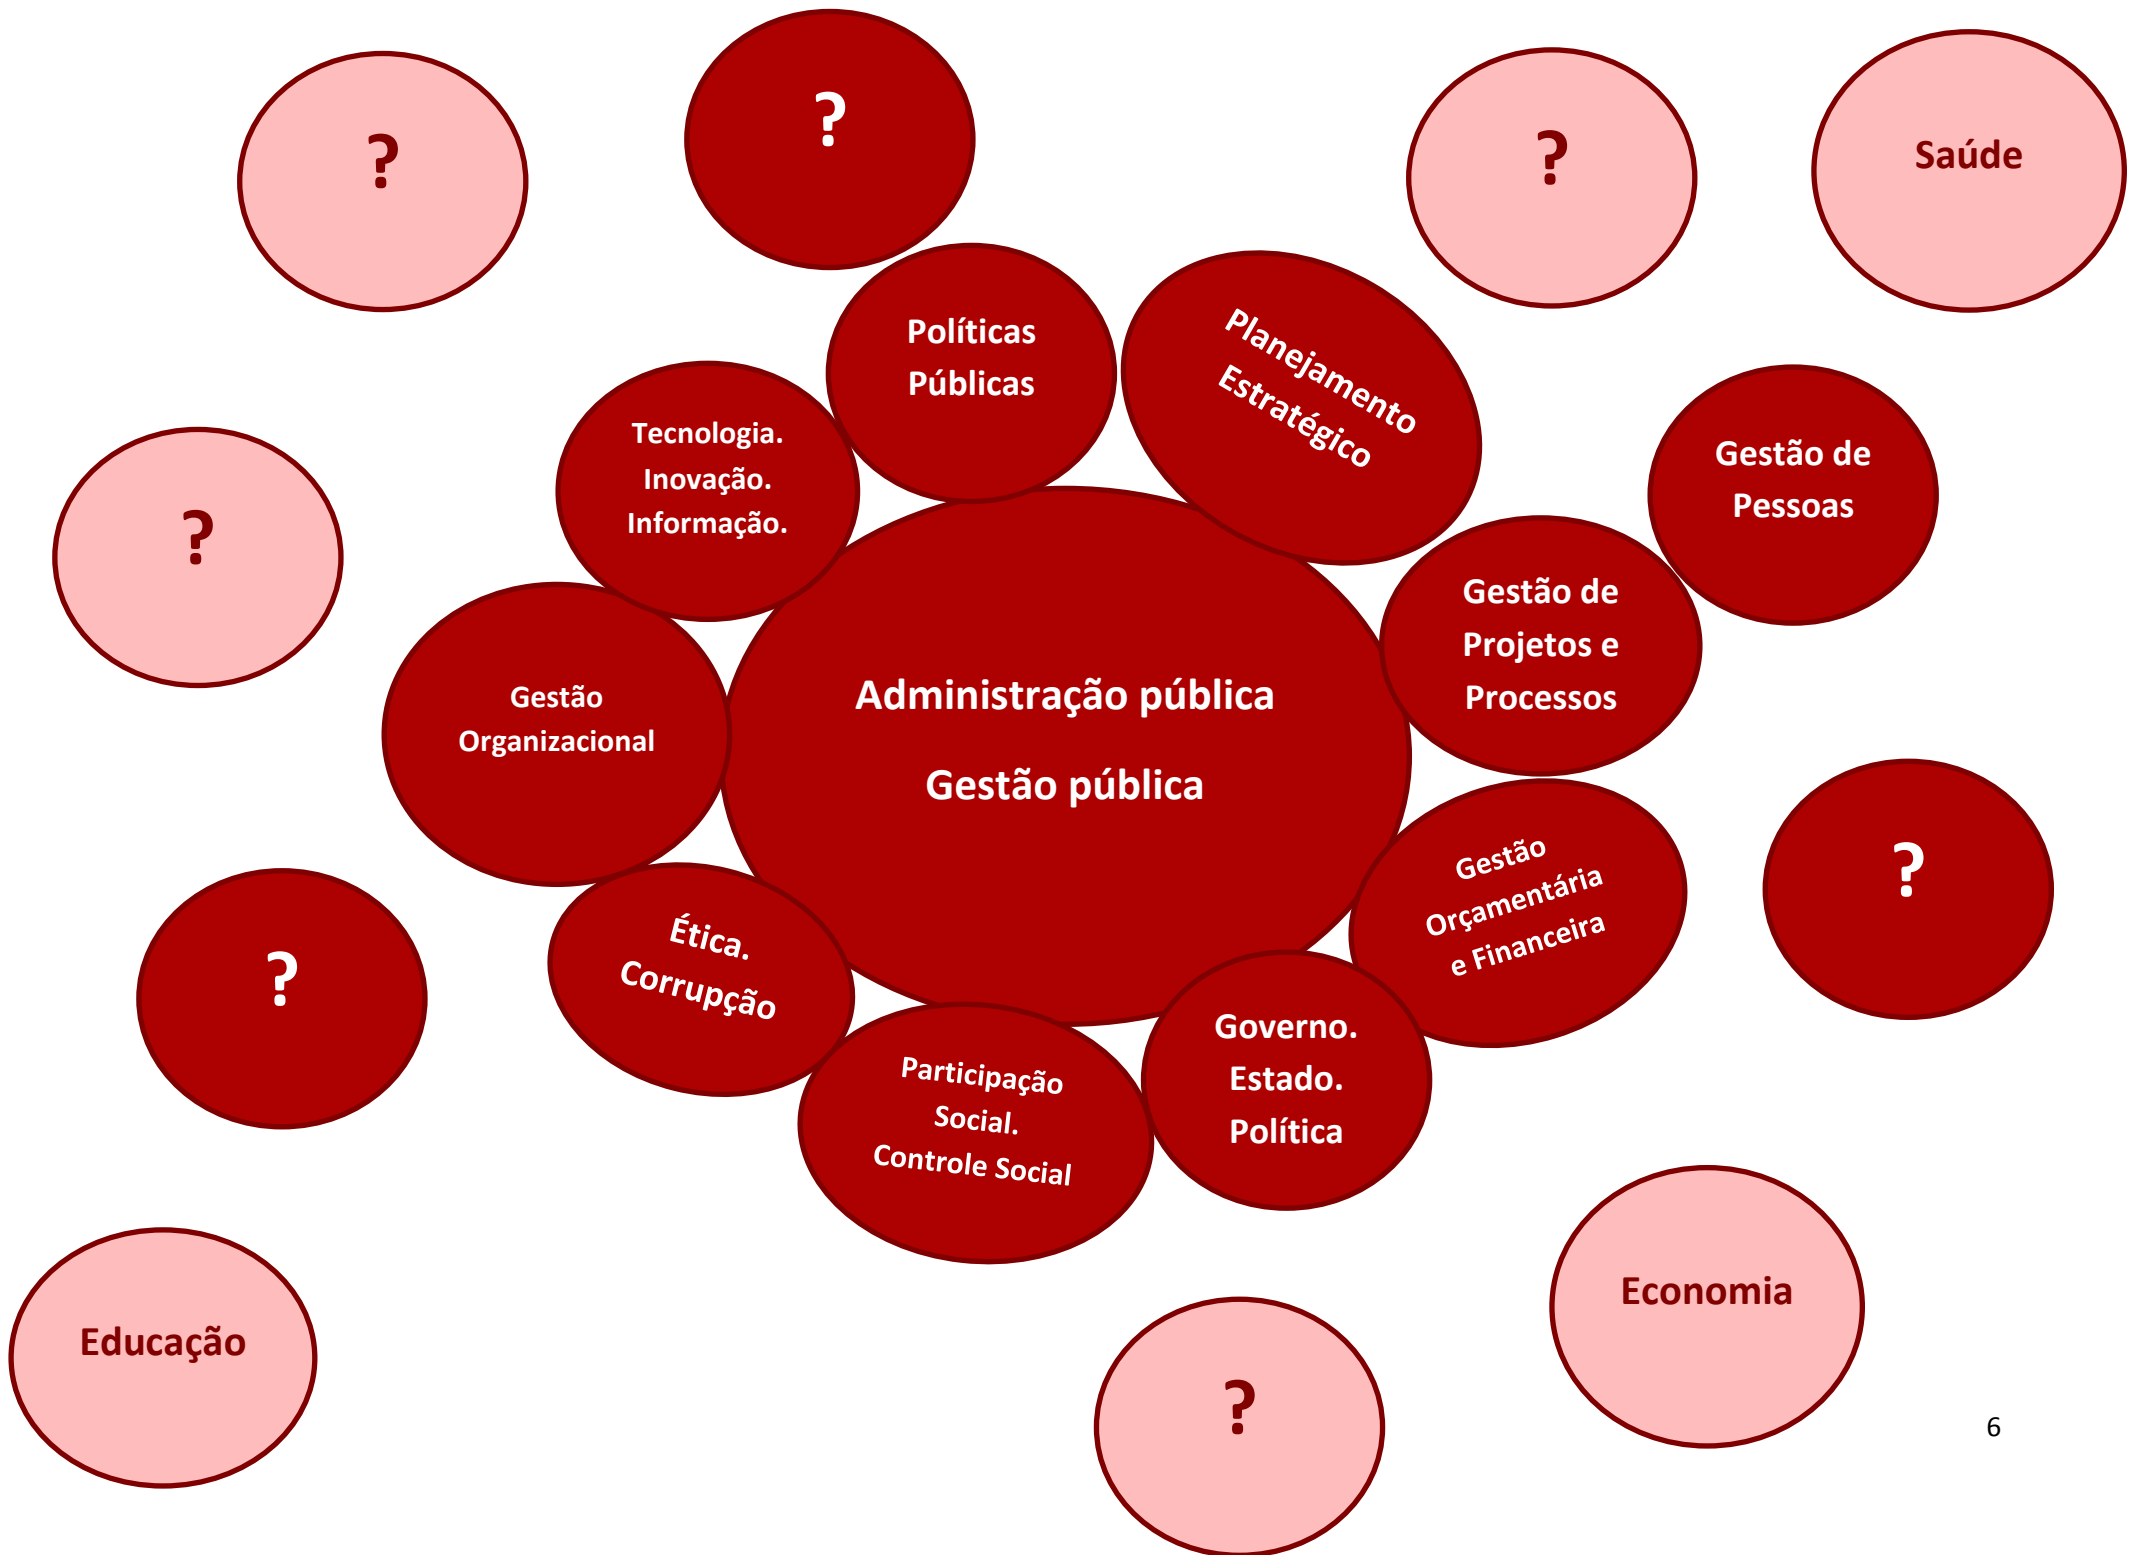 ?
?
?
Saúde
Políticas
Públicas
Planejamento
Estratégico
Tecnologia.
Inovação.
Informação.
Gestão de
Pessoas
?
Gestão de
Projetos e
Processos
Gestão
Organizacional
Administração pública
Gestão pública
Gestão
Orçamentária
e Financeira
?
?
Ética.
Corrupção
Participação
Social.
Controle Social
Governo.
Estado.
Política
Educação
Economia
?
6